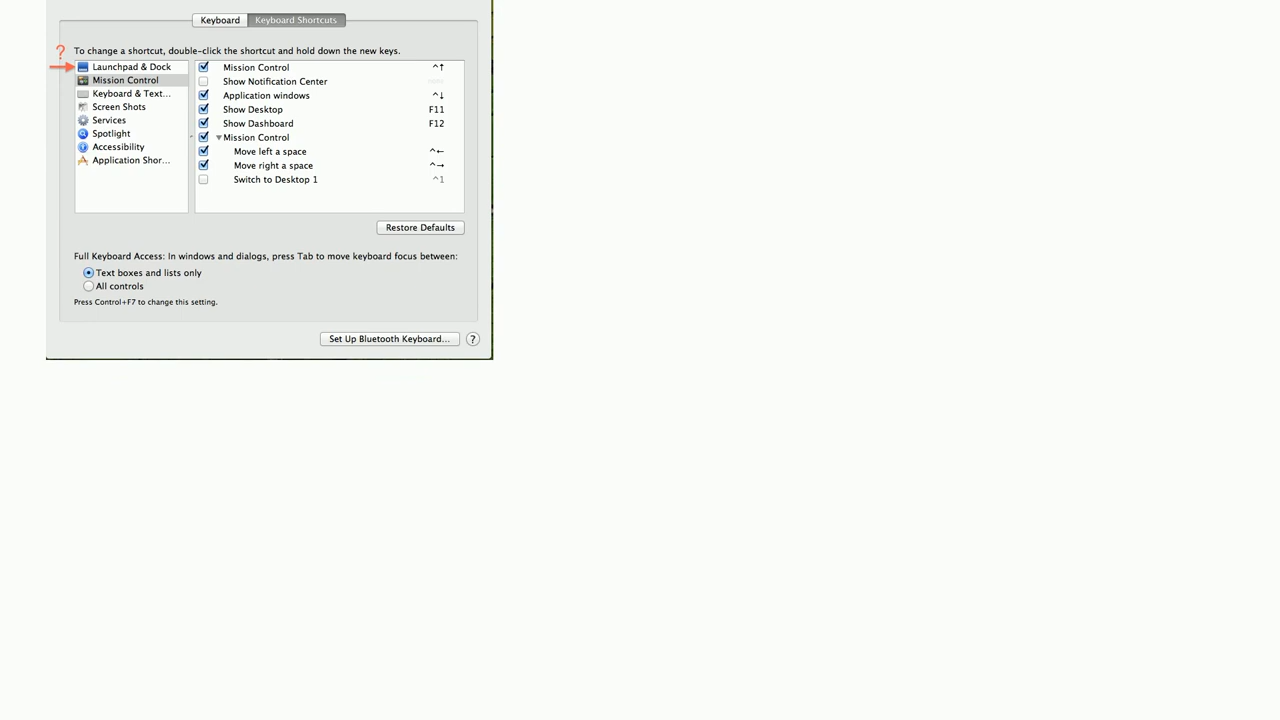 Keyboard Keyboard Shortcuts
?
To change a shortcut, double-click the shortcut and hold down the new keys.
Launchpad & Dock
Mission Control
Keyboard & Text...
Screen Shots
Services
Spotlight
Accessibility
Application Shor...
Mission Control ^↑
Show Notification Center
Application windows ^↓
Show Desktop F11
Show Dashboard F12
Mission Control
Move left a space ^←
Move right a space ^→
Switch to Desktop 1 ^1
Restore Defaults
Full Keyboard Access: In windows and dialogs, press Tab to move keyboard focus between:
Text boxes and lists only
All controls
Press Control+F7 to change this setting.
Set Up Bluetooth Keyboard... ?